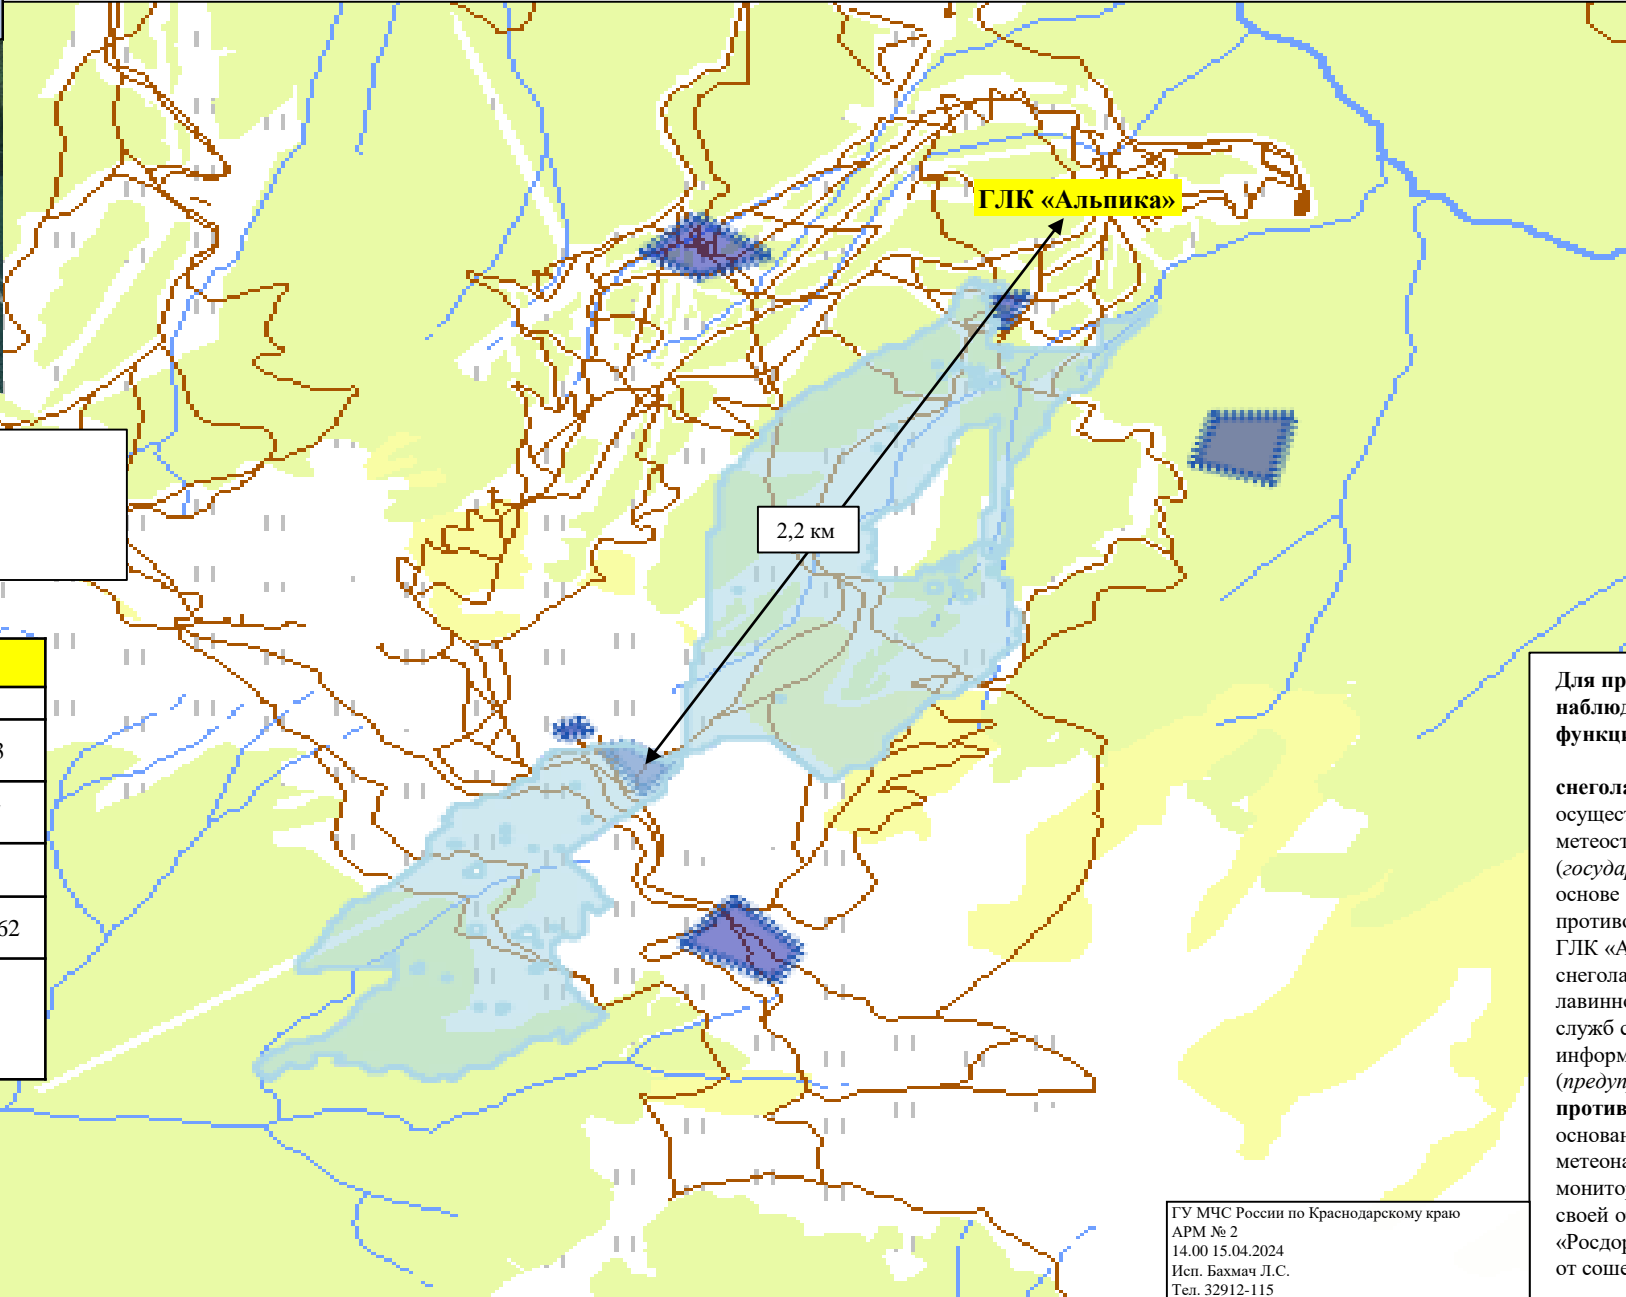 ГЛК «Альпика»
2,2 км
3
62
Для пр
наблюд
функци
снегола
осущест
метеост
(госуда
основе
противо
ГЛК «А
снегола
лавинно
служб с
информ
(предуп
против
основан
метеона
монитор
своей о
«Росдор
от соше
ГУ МЧС России по Краснодарскому краю
АРМ № 2
14.00 15.04.2024
Исп. Бахмач Л.С.
Тел. 32912-115